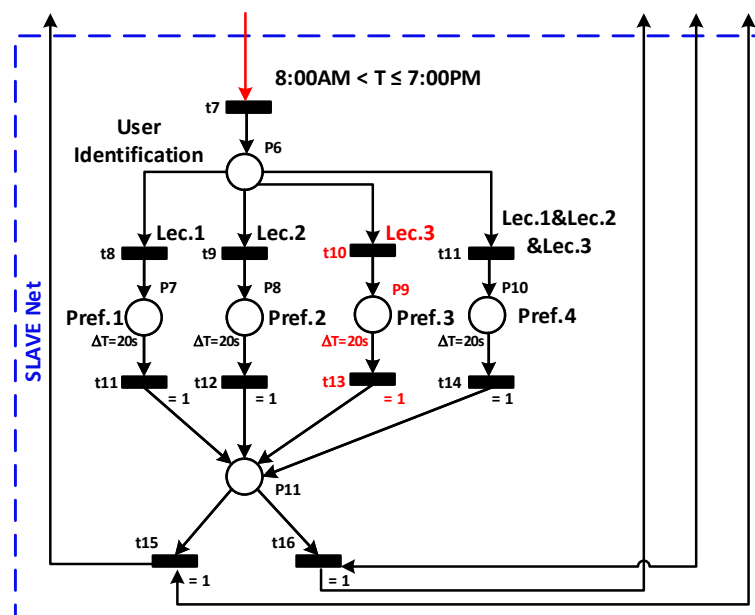 8:00AM < T ≤ 7:00PM
t7
User
Identification
P6
Lec.1
Lec.2
Lec.3
Lec.1&Lec.2
&Lec.3
t8
t9
t10
t11
P7
P8
P9
P10
Pref.1
Pref.2
Pref.3
Pref.4
ΔT=20s
ΔT=20s
ΔT=20s
ΔT=20s
t11
t12
t13
t14
= 1
= 1
= 1
= 1
P11
t15
t16
= 1
= 1
SLAVE Net